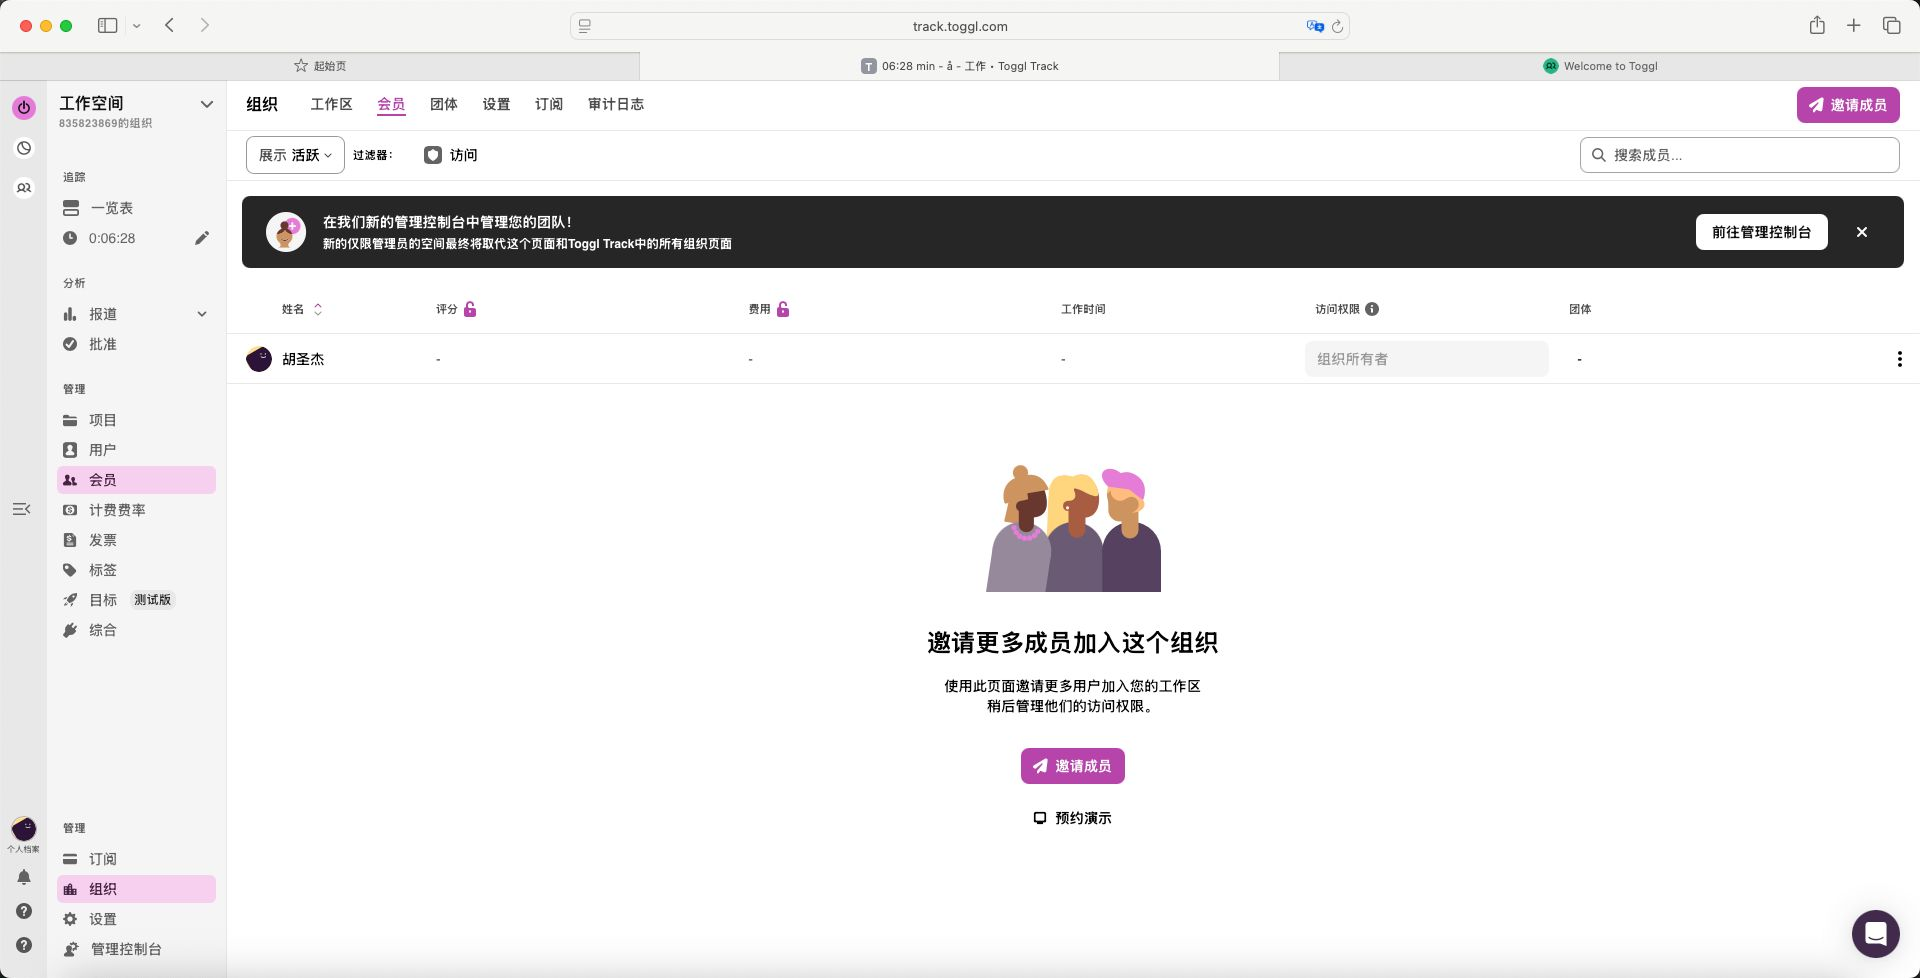 track.toggl.com
起始页
T 06:28 min - å - 工作 • Toggl Track
Welcome to Toggl
工作空间
835823869的组织
组织
工作区
会员
团体
设置
订阅
审计日志
邀请成员
展示 活跃
过滤器：
访问
搜索成员...
追踪
一览表
0:06:28
分析
报道
批准
管理
项目
用户
会员
计费费率
发票
标签
目标 测试版
综合
管理
订阅
组织
设置
管理控制台
个人档案
在我们新的管理控制台中管理您的团队！
新的仅限管理员的空间最终将取代这个页面和Toggl Track中的所有组织页面
前往管理控制台
姓名
评分
费用
工作时间
访问权限
团体
胡圣杰
-
-
-
组织所有者
-
邀请更多成员加入这个组织
使用此页面邀请更多用户加入您的工作区
稍后管理他们的访问权限。
邀请成员
预约演示